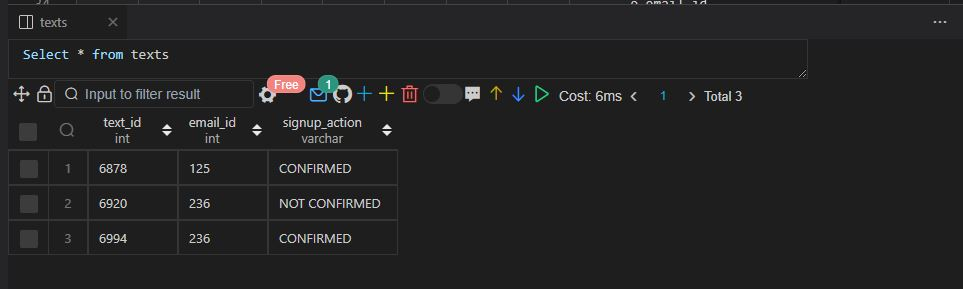 texts
Select * from texts
Input to filter result Free 1 Cost: 6ms 1 Total 3
text_id email_id signup_action
int int varchar
1 6878 125 CONFIRMED
2 6920 236 NOT CONFIRMED
3 6994 236 CONFIRMED